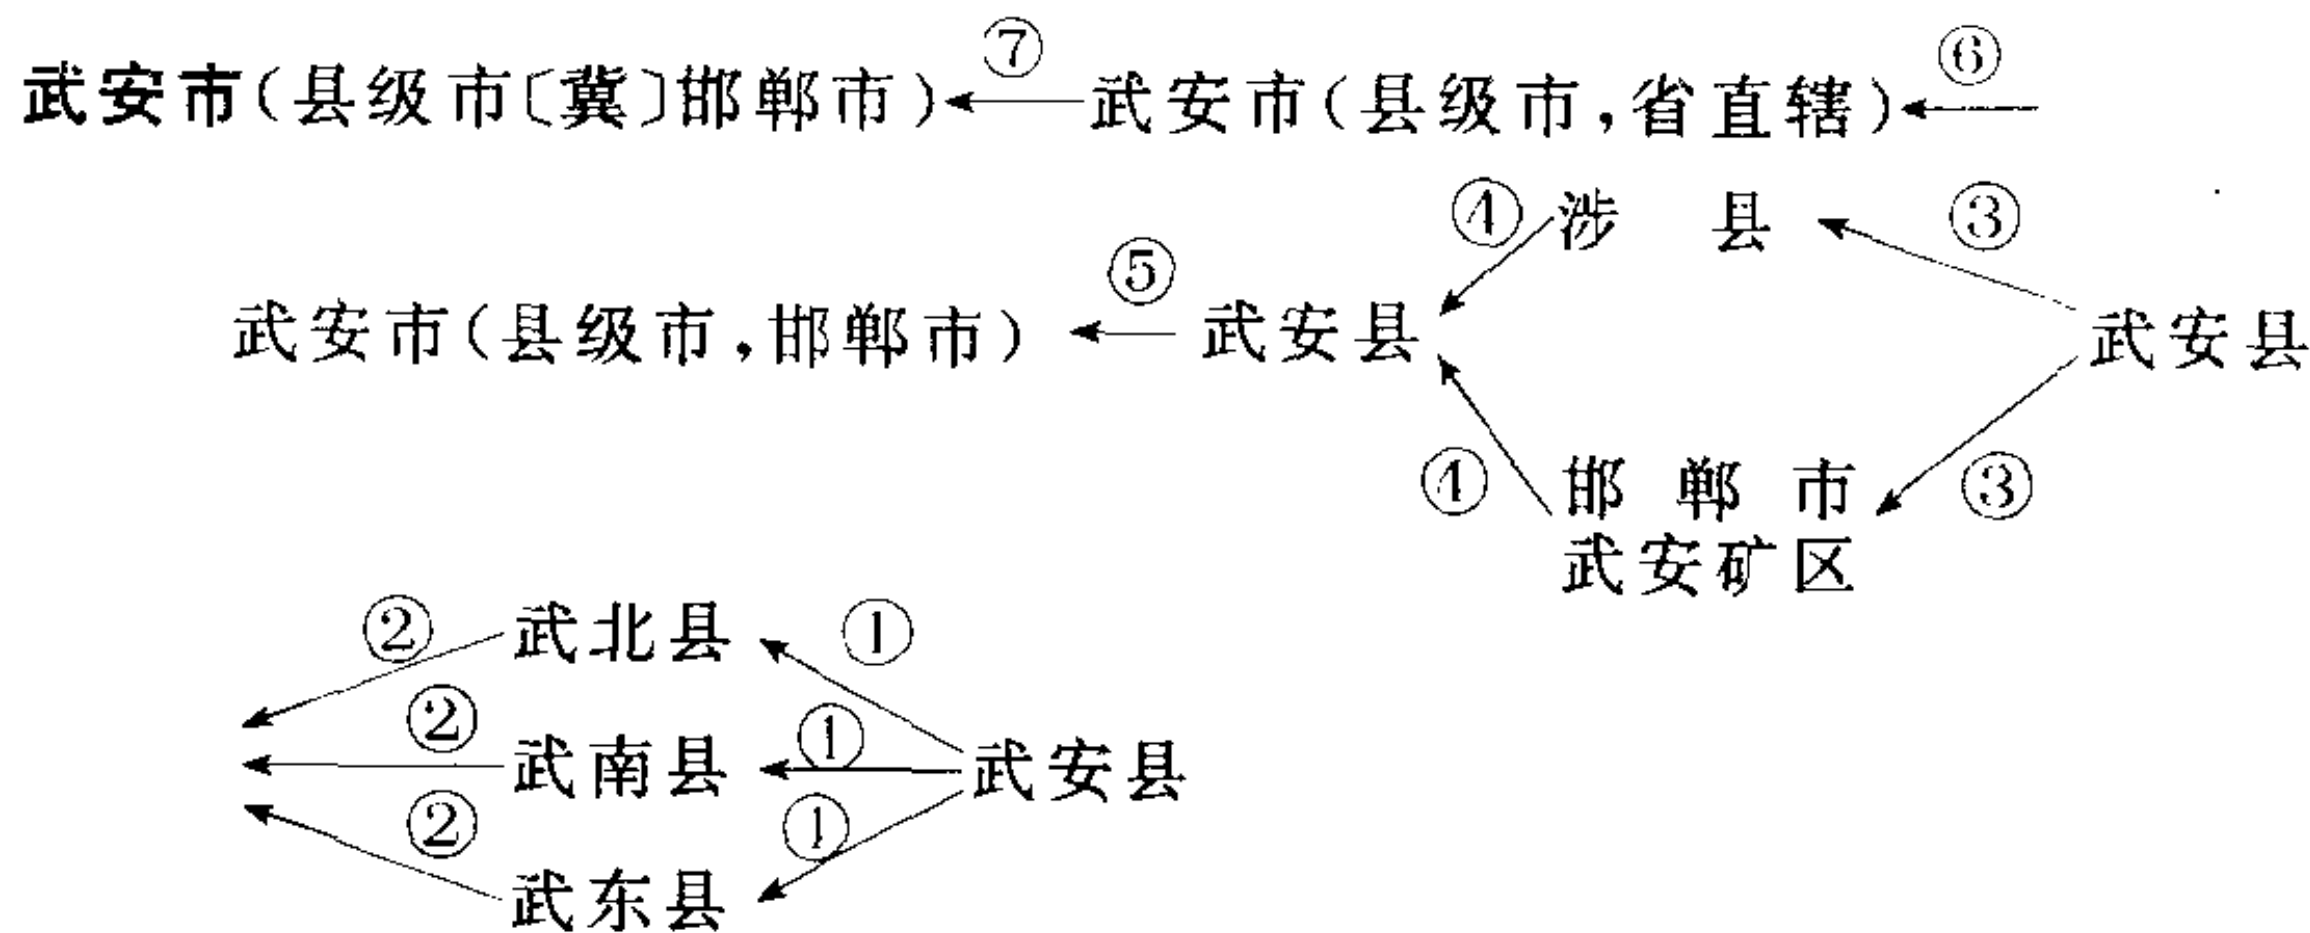 武安市(县级市〔冀〕邯郸市)⑦武安市(县级市,省直辖)⑥
④涉 县③
武安市(县级市,邯郸市)⑤武安县 武安县
④邯郸市③
武安矿区
②武北县①
②武南县①武安县
②武东县①